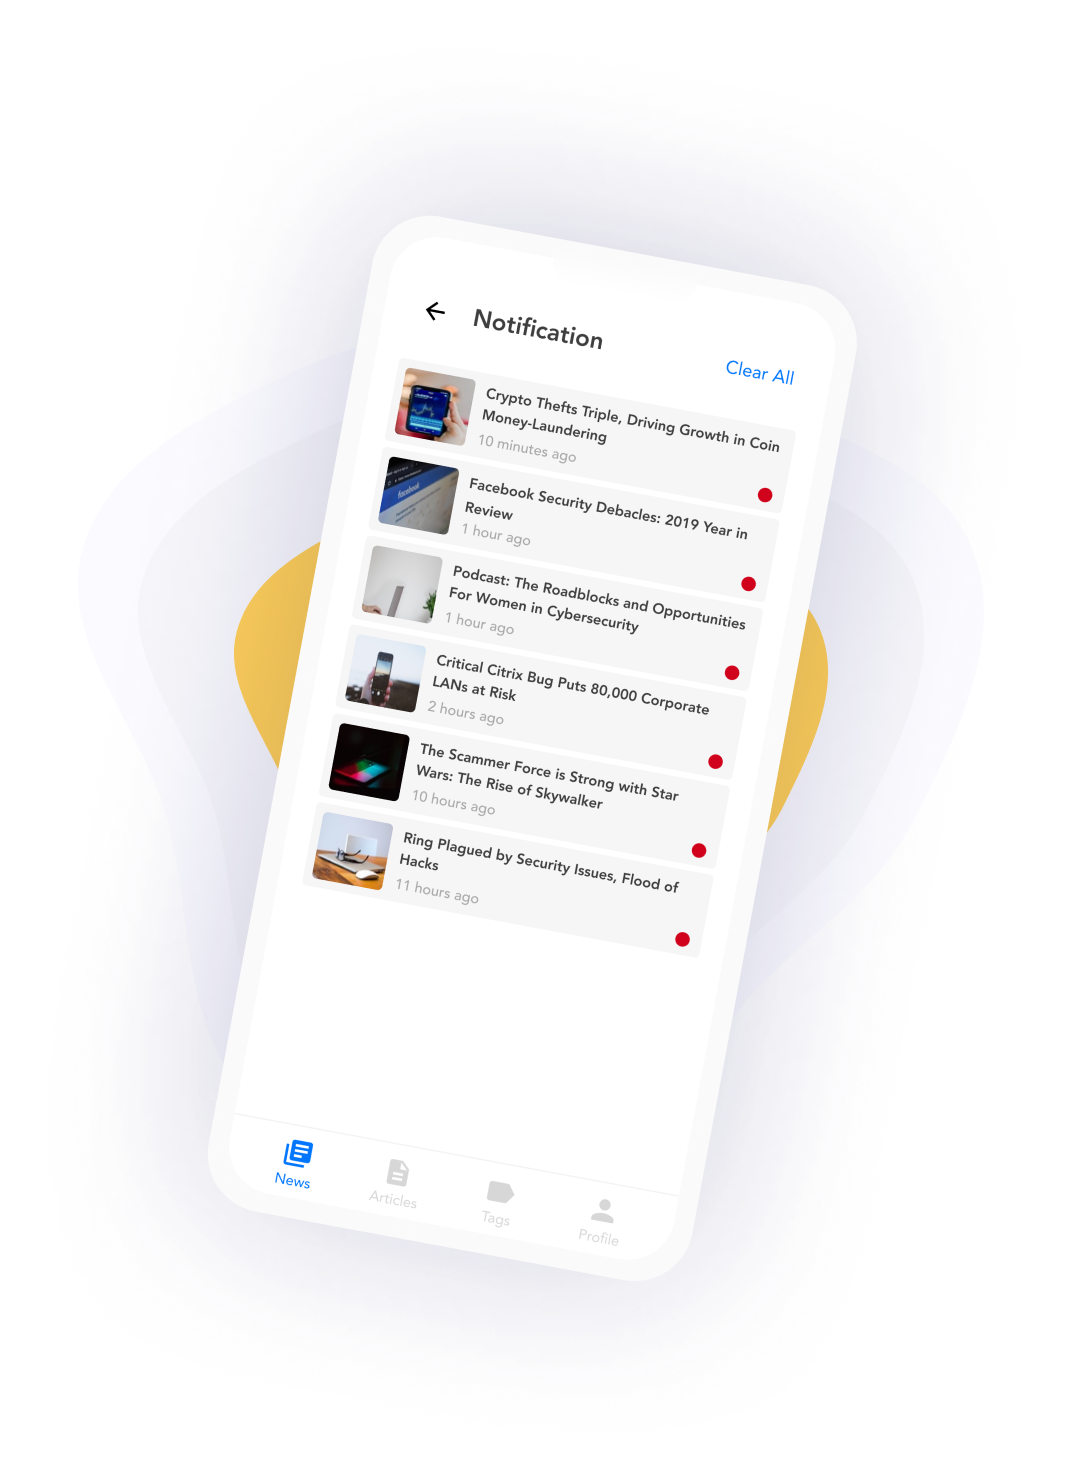 Notification
Clear All
Crypto Thefts Triple, Driving Growth in Coin
Money-Laundering
10 minutes ago
facebook
Facebook Security Debacles: 2019 Year in
Review
1 hour ago
Podcast: The Roadblocks and Opportunities
For Women in Cybersecurity
1 hour ago
Critical Citrix Bug Puts 80,000 Corporate
LANs at Risk
2 hours ago
The Scammer Force is Strong with Star
Wars: The Rise of Skywalker
10 hours ago
Ring Plagued by Security Issues, Flood of
Hacks
11 hours ago
News
Articles
Tags
Profile